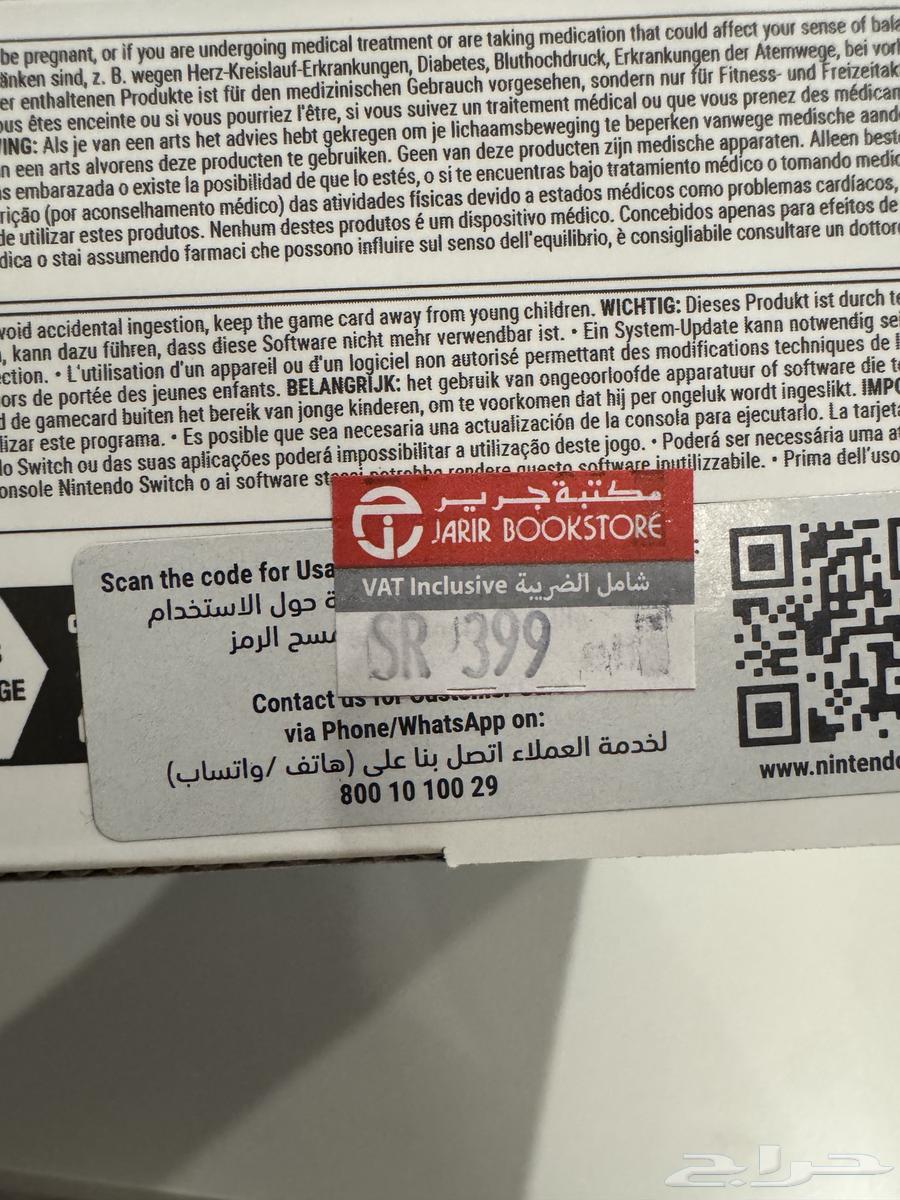 be pregnant, or if you are undergoing medical treatment or are taking medication that could affect your sense of bala
änken sind, z. B. wegen Herz-Kreislauf-Erkrankungen, Diabetes, Bluthochdruck, Erkrankungen der Atemwege, bei vorh
er enthaltenen Produkte ist für den medizinischen Gebrauch vorgesehen, sondern nur für Fitness- und Freizeitak
ous êtes enceinte ou si vous pourriez l'être, si vous suivez un traitement médical ou que vous prenez des médicam
ING: Als je van een arts het advies hebt gekregen om je lichaamsbeweging te beperken vanwege medische aand
n een arts alvorens deze producten te gebruiken. Geen van deze producten zijn medische apparaten. Alleen best
s embarazada o existe la posibilidad de que lo estés, o si te encuentras bajo tratamiento médico o tomando medic
rição (por aconselhamento médico) das atividades físicas devido a estados médicos como problemas cardíacos,
de utilizar estes produtos. Nenhum destes produtos é um dispositivo médico. Concebidos apenas para efeitos de
dica o stai assumendo farmaci che possono influire sul senso dell'equilibrio, è consigliabile consultare un dottor
void accidental ingestion, keep the game card away from young children. WICHTIG: Dieses Produkt ist durch te
, kann dazu führen, dass diese Software nicht mehr verwendbar ist. • Ein System-Update kann notwendig sei
ection. • L'utilisation d'un appareil ou d'un logiciel non autorisé permettant des modifications techniques de l
ors de portée des jeunes enfants. BELANGRIJK: het gebruik van ongeoorloofde apparatuur of software die te
d de gamecard buiten het bereik van jonge kinderen, om te voorkomen dat hij per ongeluk wordt ingeslikt. IMPO
lizar este programa. • Es posible que sea necesaria una actualización de la consola para ejecutarlo. La tarjeta
lo Switch ou das suas aplicações poderá impossibilitar a utilização deste jogo. • Poderá ser necessária uma at
onsole Nintendo Switch o ai software stessi potrebbe rendere questo software inutilizzabile. • Prima dell'uso
مكتبة جرير
JARIR BOOKSTORE
VAT Inclusive شامل الضريبة
SR 399
Scan the code for Usa
حول الاستخدام
مسح الرمز
GE
Contact us for Customer
via Phone/WhatsApp on:
لخدمة العملاء اتصل بنا على (هاتف /واتساب)
800 10 100 29
www.nintendo
حراج